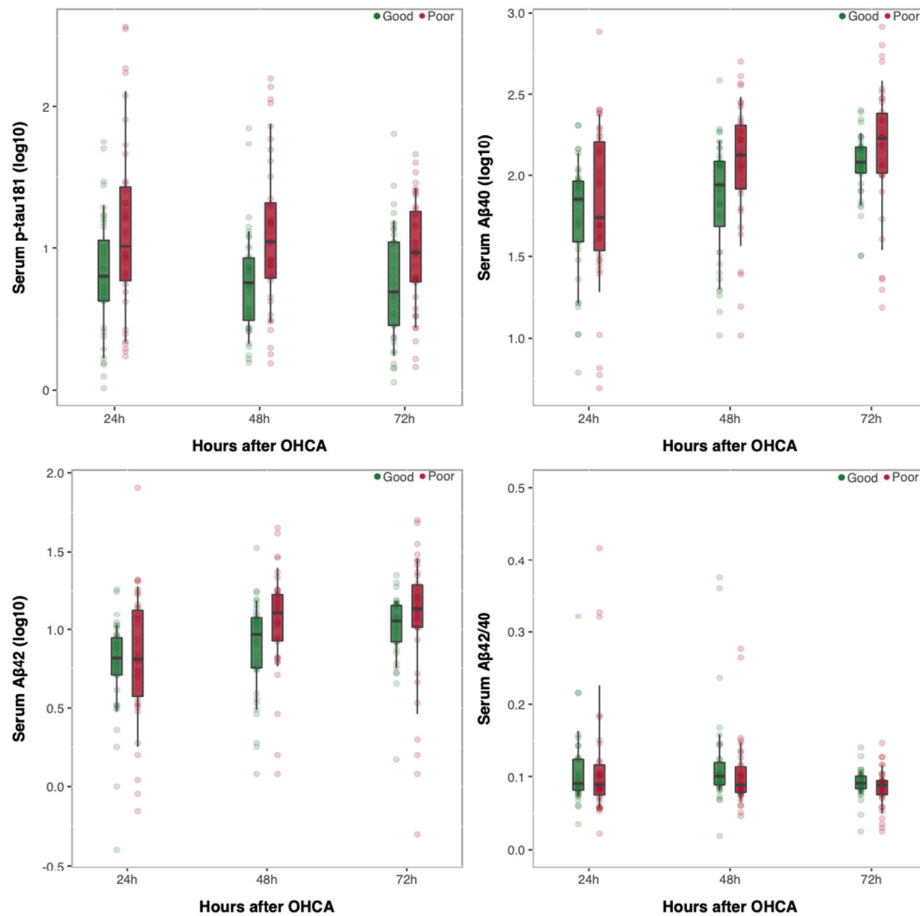 Good Poor
Serum p-tau181 (log10)
2
1
0
24h 48h 72h
Hours after OHCA
Good Poor
Serum Aβ40 (log10)
3.0
2.5
2.0
1.5
1.0
24h 48h 72h
Hours after OHCA
Good Poor
Serum Aβ42 (log10)
2.0
1.5
1.0
0.5
0.0
-0.5
24h 48h 72h
Hours after OHCA
Good Poor
Serum Aβ42/40
0.5
0.4
0.3
0.2
0.1
0.0
24h 48h 72h
Hours after OHCA